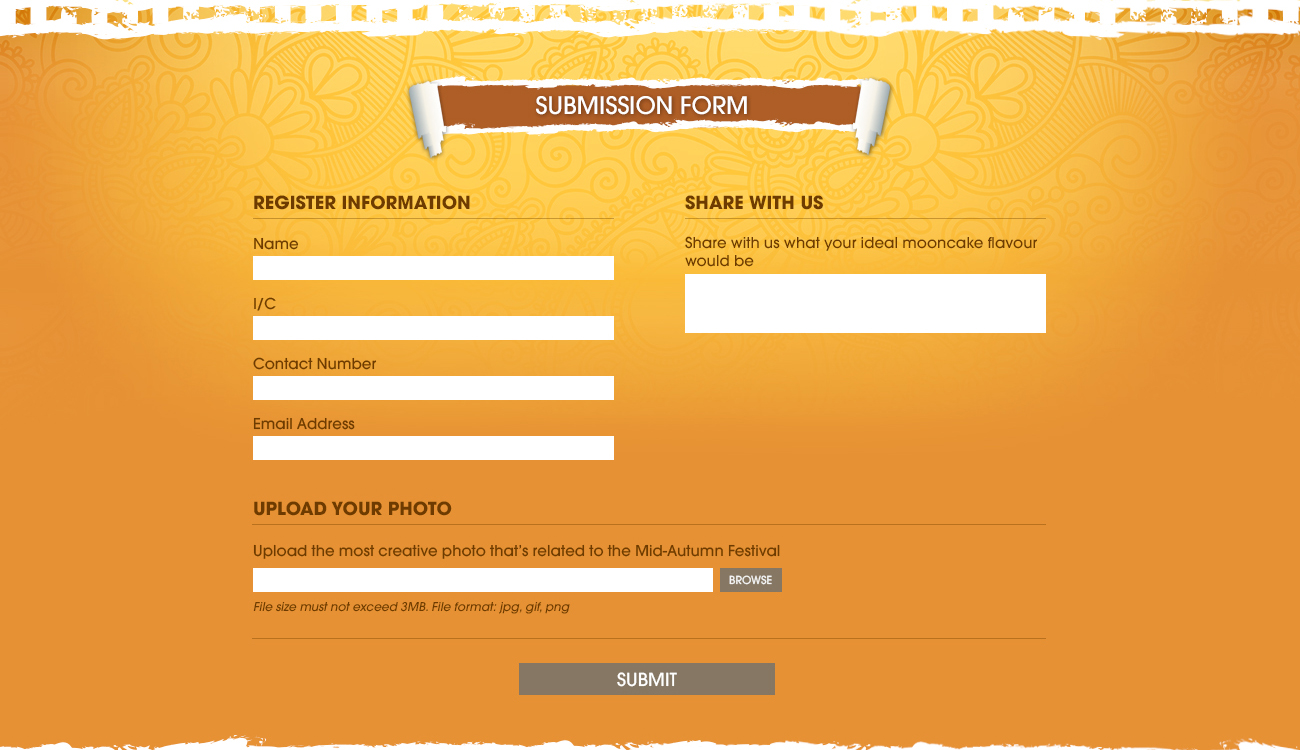 SUBMISSION FORM
REGISTER INFORMATION
Name
I/C
Contact Number
Email Address
SHARE WITH US
Share with us what your ideal mooncake flavour
would be
UPLOAD YOUR PHOTO
Upload the most creative photo that's related to the Mid-Autumn Festival
BROWSE
File size must not exceed 3MB. File format: jpg, gif, png
SUBMIT